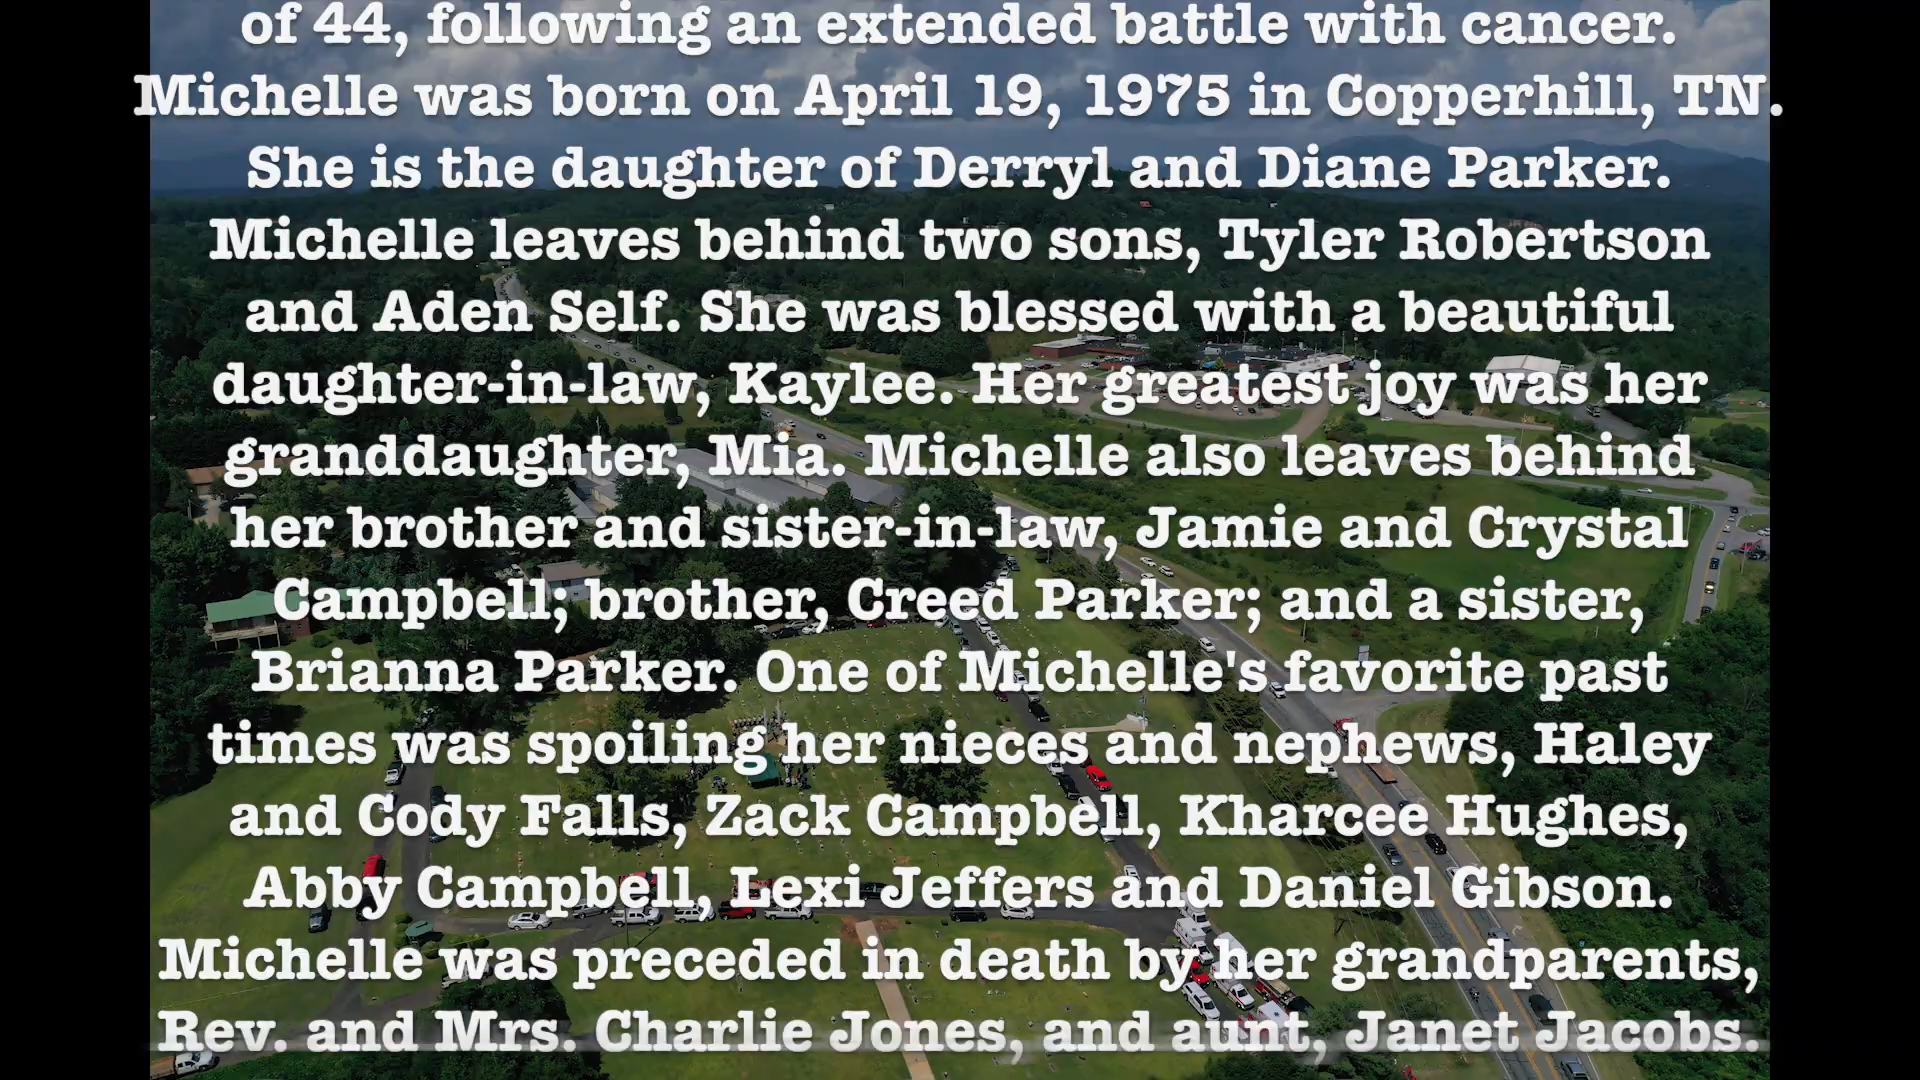 of 44, following an extended battle with cancer.
Michelle was born on April 19, 1975 in Copperhill, TN.
She is the daughter of Derryl and Diane Parker.
Michelle leaves behind two sons, Tyler Robertson
and Aden Self. She was blessed with a beautiful
daughter-in-law, Kaylee. Her greatest joy was her
granddaughter, Mia. Michelle also leaves behind
her brother and sister-in-law, Jamie and Crystal
Campbell; brother, Creed Parker; and a sister,
Brianna Parker. One of Michelle's favorite past
times was spoiling her nieces and nephews, Haley
and Cody Falls, Zack Campbell, Kharcee Hughes,
Abby Campbell, Lexi Jeffers and Daniel Gibson.
Michelle was preceded in death by her grandparents,
Rev. and Mrs. Charlie Jones, and aunt, Janet Jacobs.